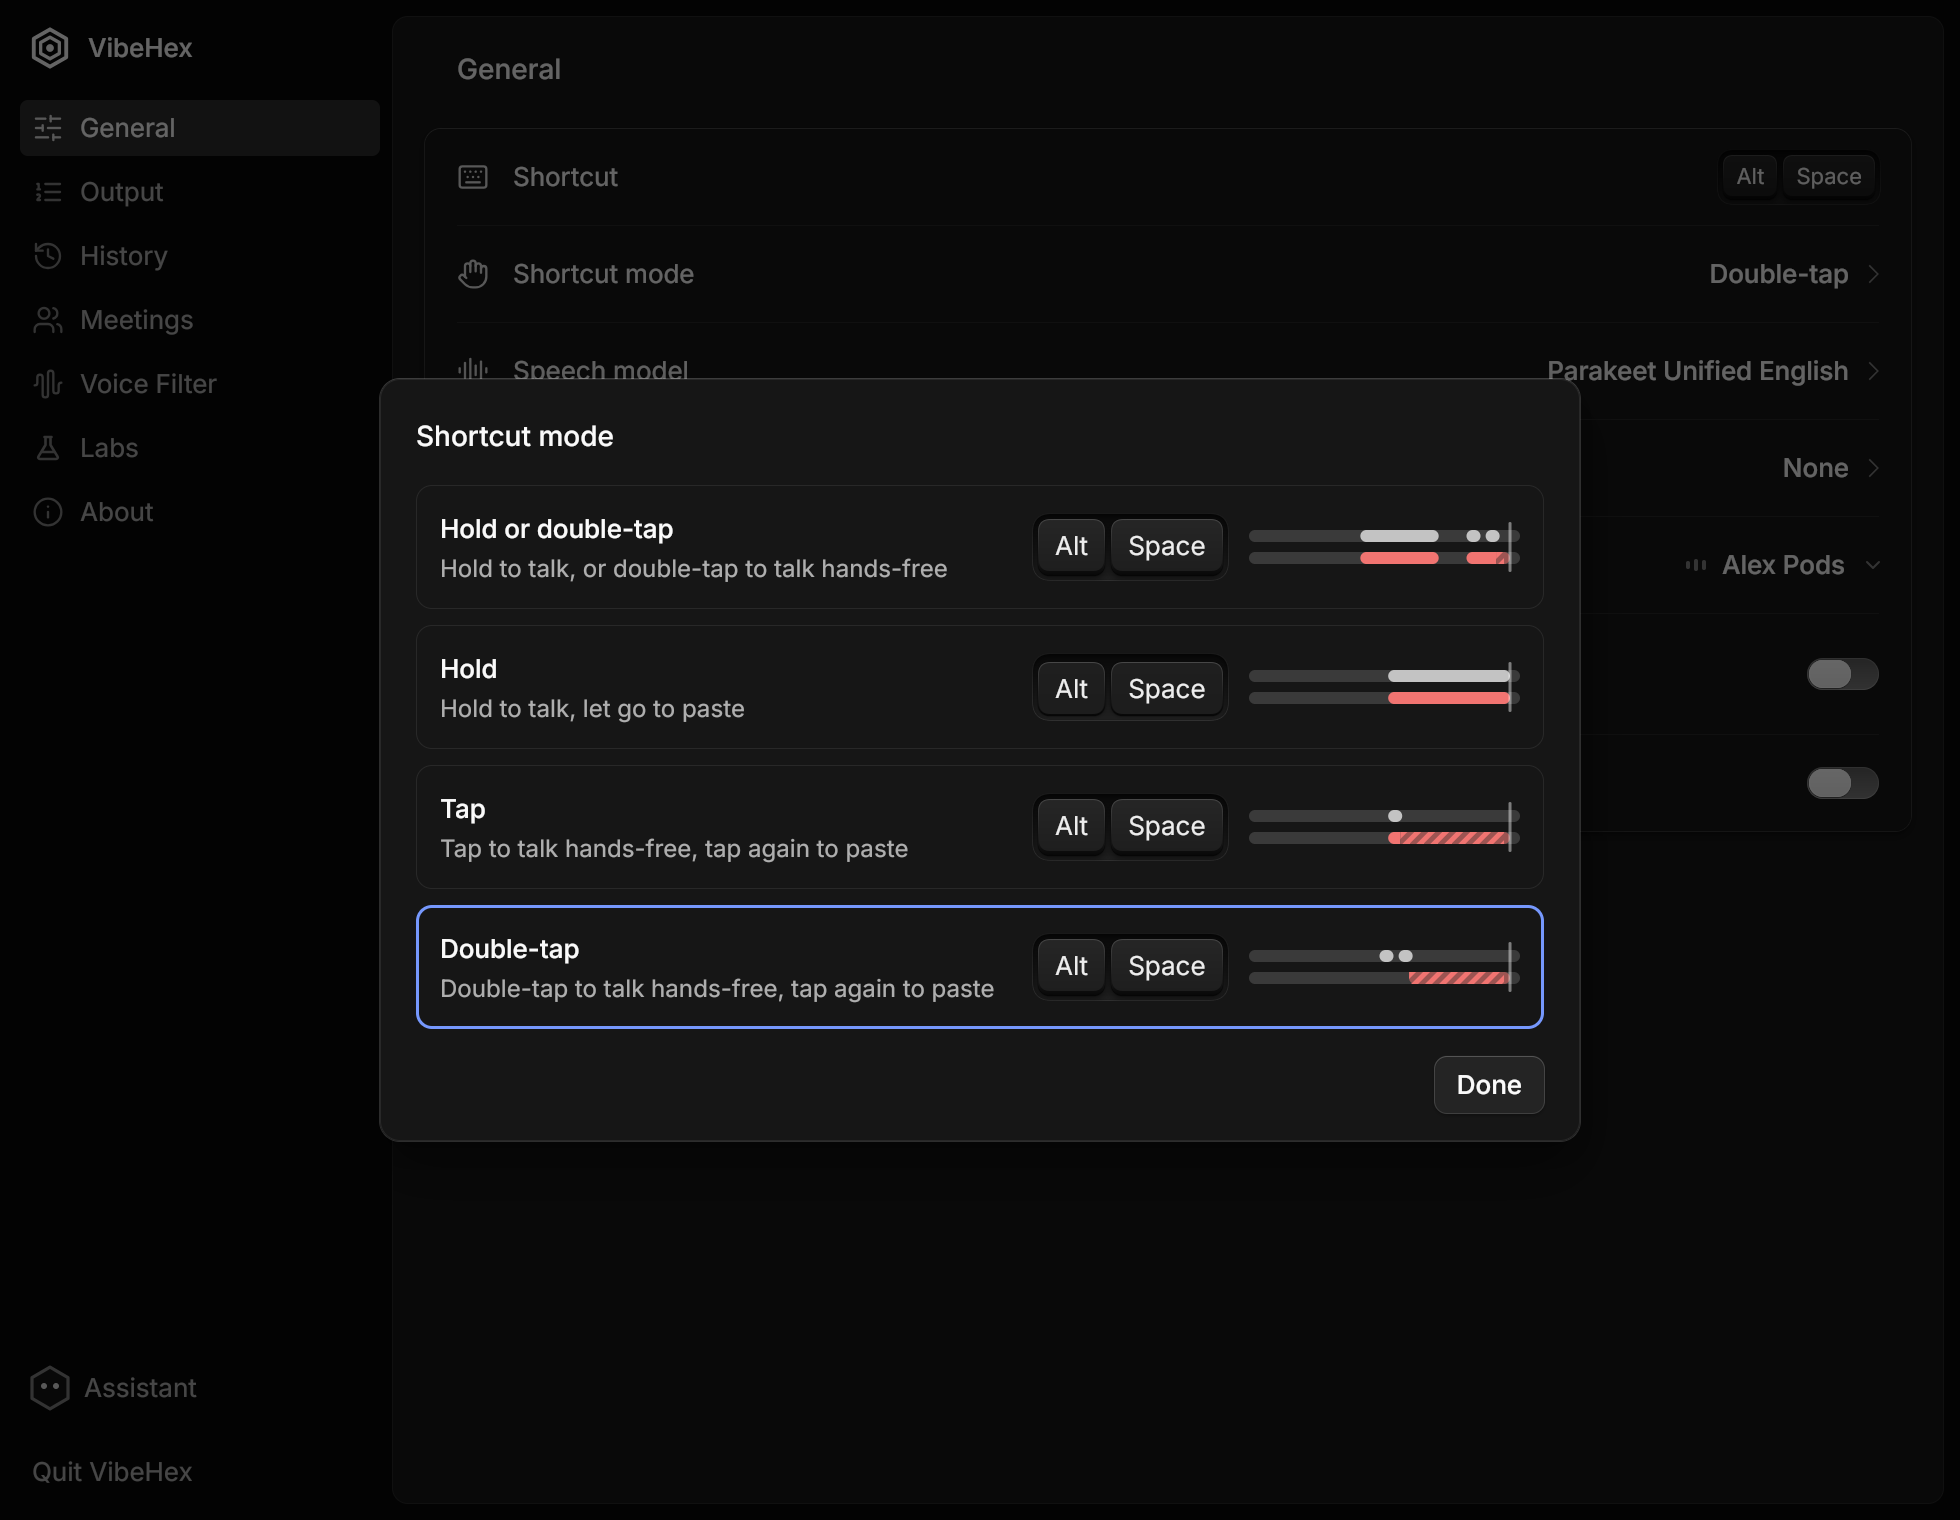 VibeHex
General
Output
History
Meetings
Voice Filter
Labs
About
Assistant
Quit VibeHex
General
Shortcut
Alt Space
Shortcut mode
Double-tap
Speech model
Parakeet Unified English
None
Alex Pods
Shortcut mode
Hold or double-tap
Hold to talk, or double-tap to talk hands-free
Alt Space
Hold
Hold to talk, let go to paste
Alt Space
Tap
Tap to talk hands-free, tap again to paste
Alt Space
Double-tap
Double-tap to talk hands-free, tap again to paste
Alt Space
Done